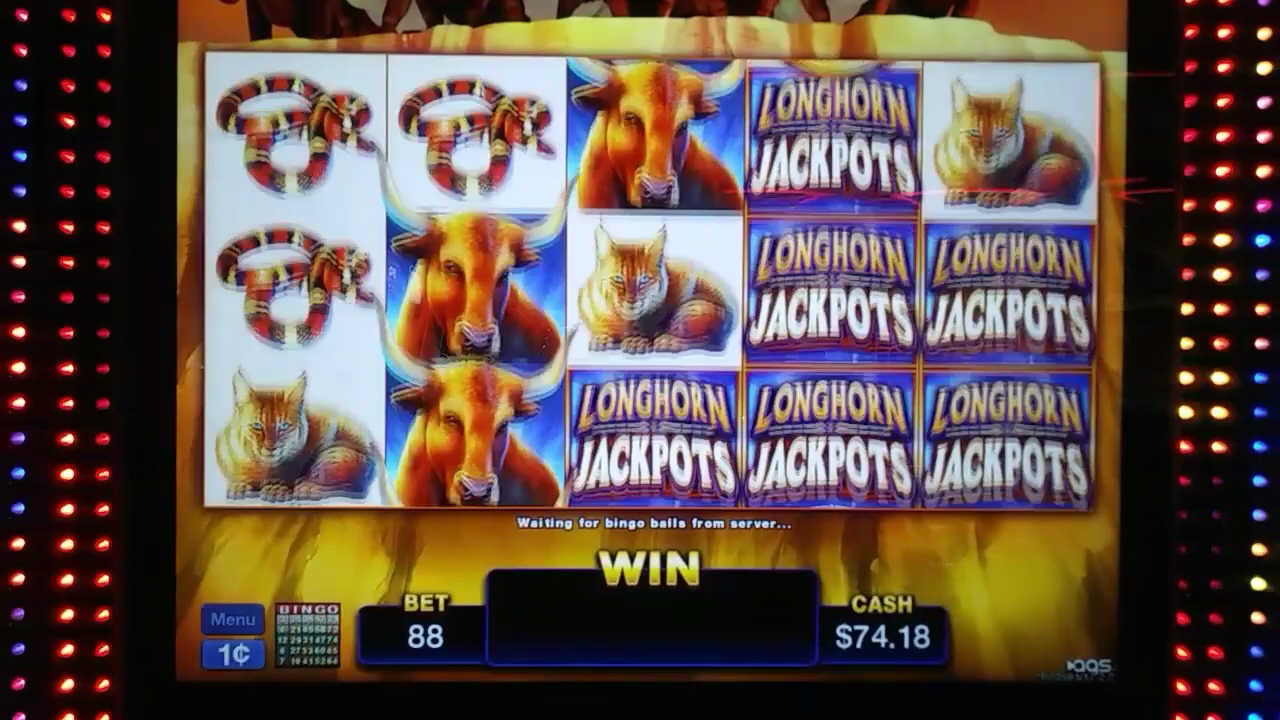 LONGHORN
JACKPOTS
LONGHORN
JACKPOTS
LONGHORN
JACKPOTS
LONGHORN
JACKPOTS
LONGHORN
JACKPOTS
LONGHORN
JACKPOTS
Waiting for bingo balls from server...
WIN
BET
88
CASH
$74.18
Menu
1¢
BINGO
ags